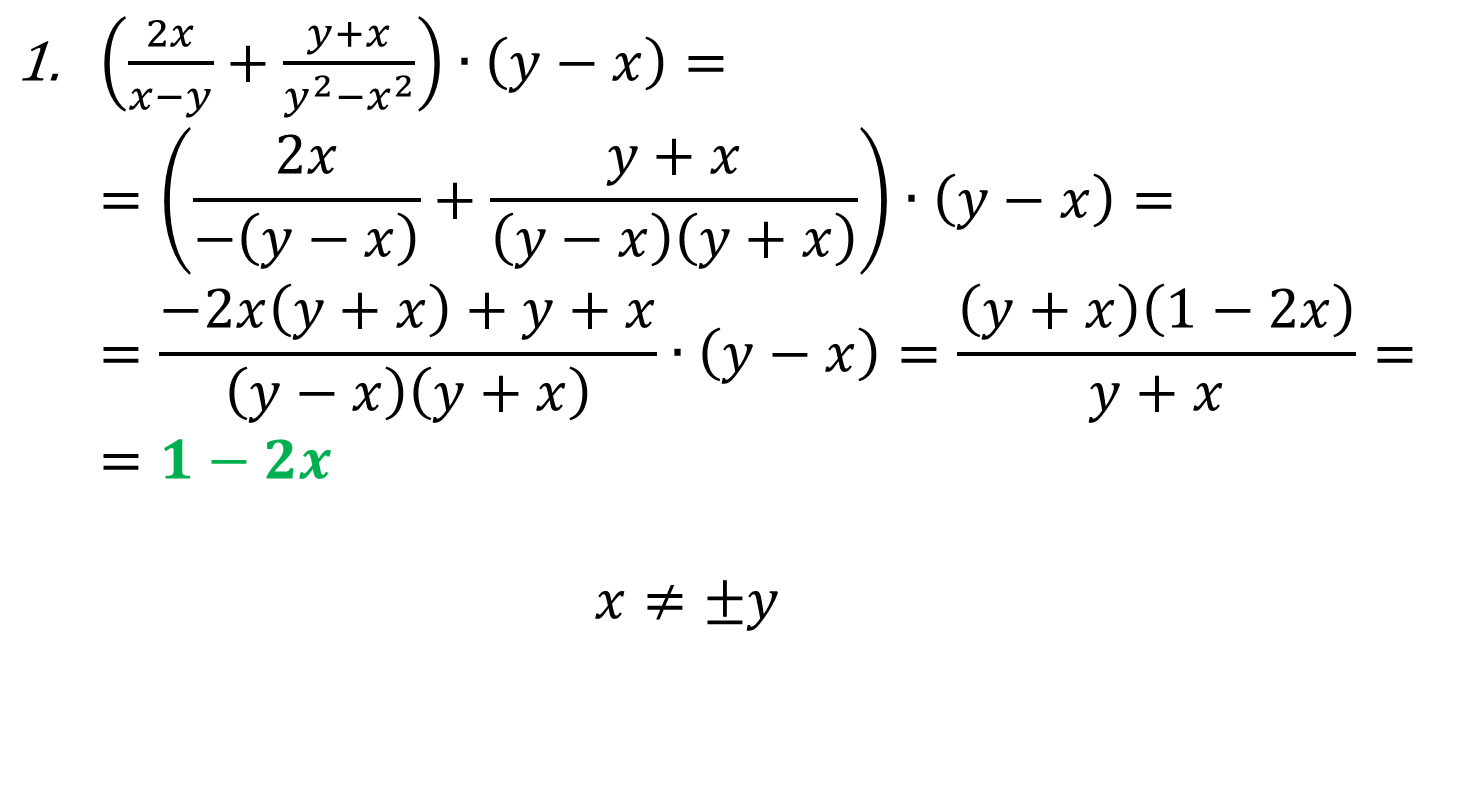 1. (2x/(x−y) + (y+x)/(y²−x²)) · (y − x) =
= (2x/(−(y − x)) + (y + x)/((y − x)(y + x))) · (y − x) =
= (−2x(y + x) + y + x)/((y − x)(y + x)) · (y − x) = ((y + x)(1 − 2x))/(y + x) =
= 1 − 2x
x ≠ ±y